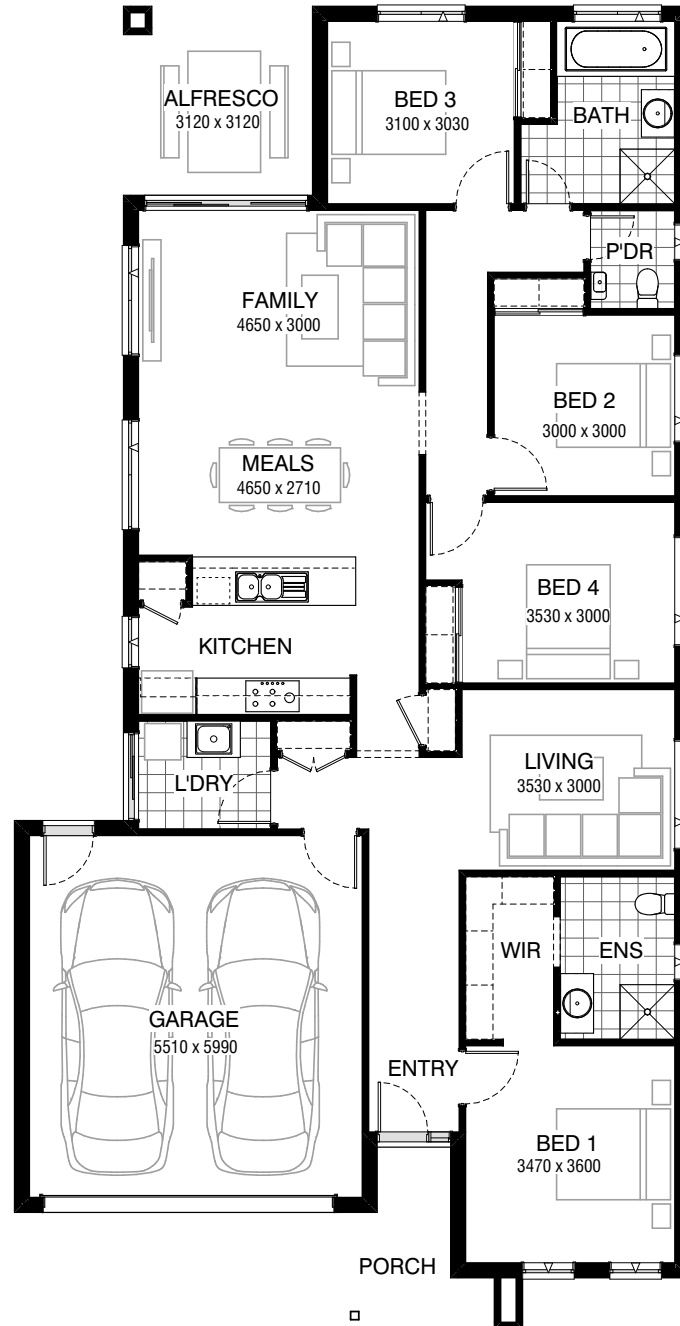 ALFRESCO
3120 x 3120
BED 3
3100 x 3030
BATH
P'DR
FAMILY
4650 x 3000
BED 2
3000 x 3000
MEALS
4650 x 2710
BED 4
3530 x 3000
KITCHEN
LIVING
3530 x 3000
L'DRY
WIR
ENS
GARAGE
5510 x 5990
ENTRY
BED 1
3470 x 3600
PORCH